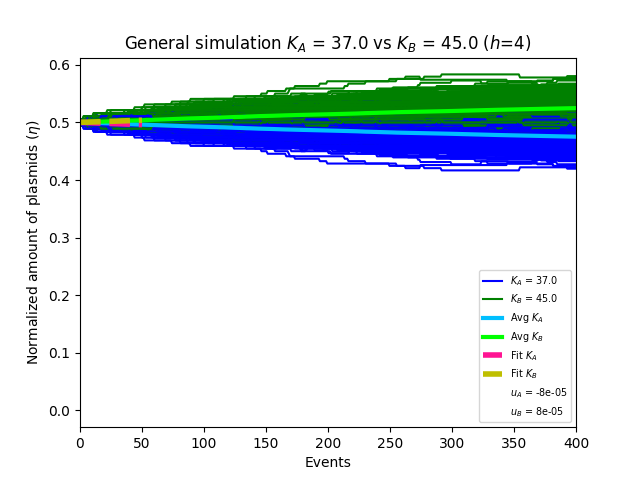 General simulation K_A = 37.0 vs K_B = 45.0 (h=4)
Normalized amount of plasmids (η)
0.6
0.5
0.4
0.3
0.2
0.1
0.0
K_A = 37.0
K_B = 45.0
Avg K_A
Avg K_B
Fit K_A
Fit K_B
u_A = -8e-05
u_B = 8e-05
0 50 100 150 200 250 300 350 400
Events